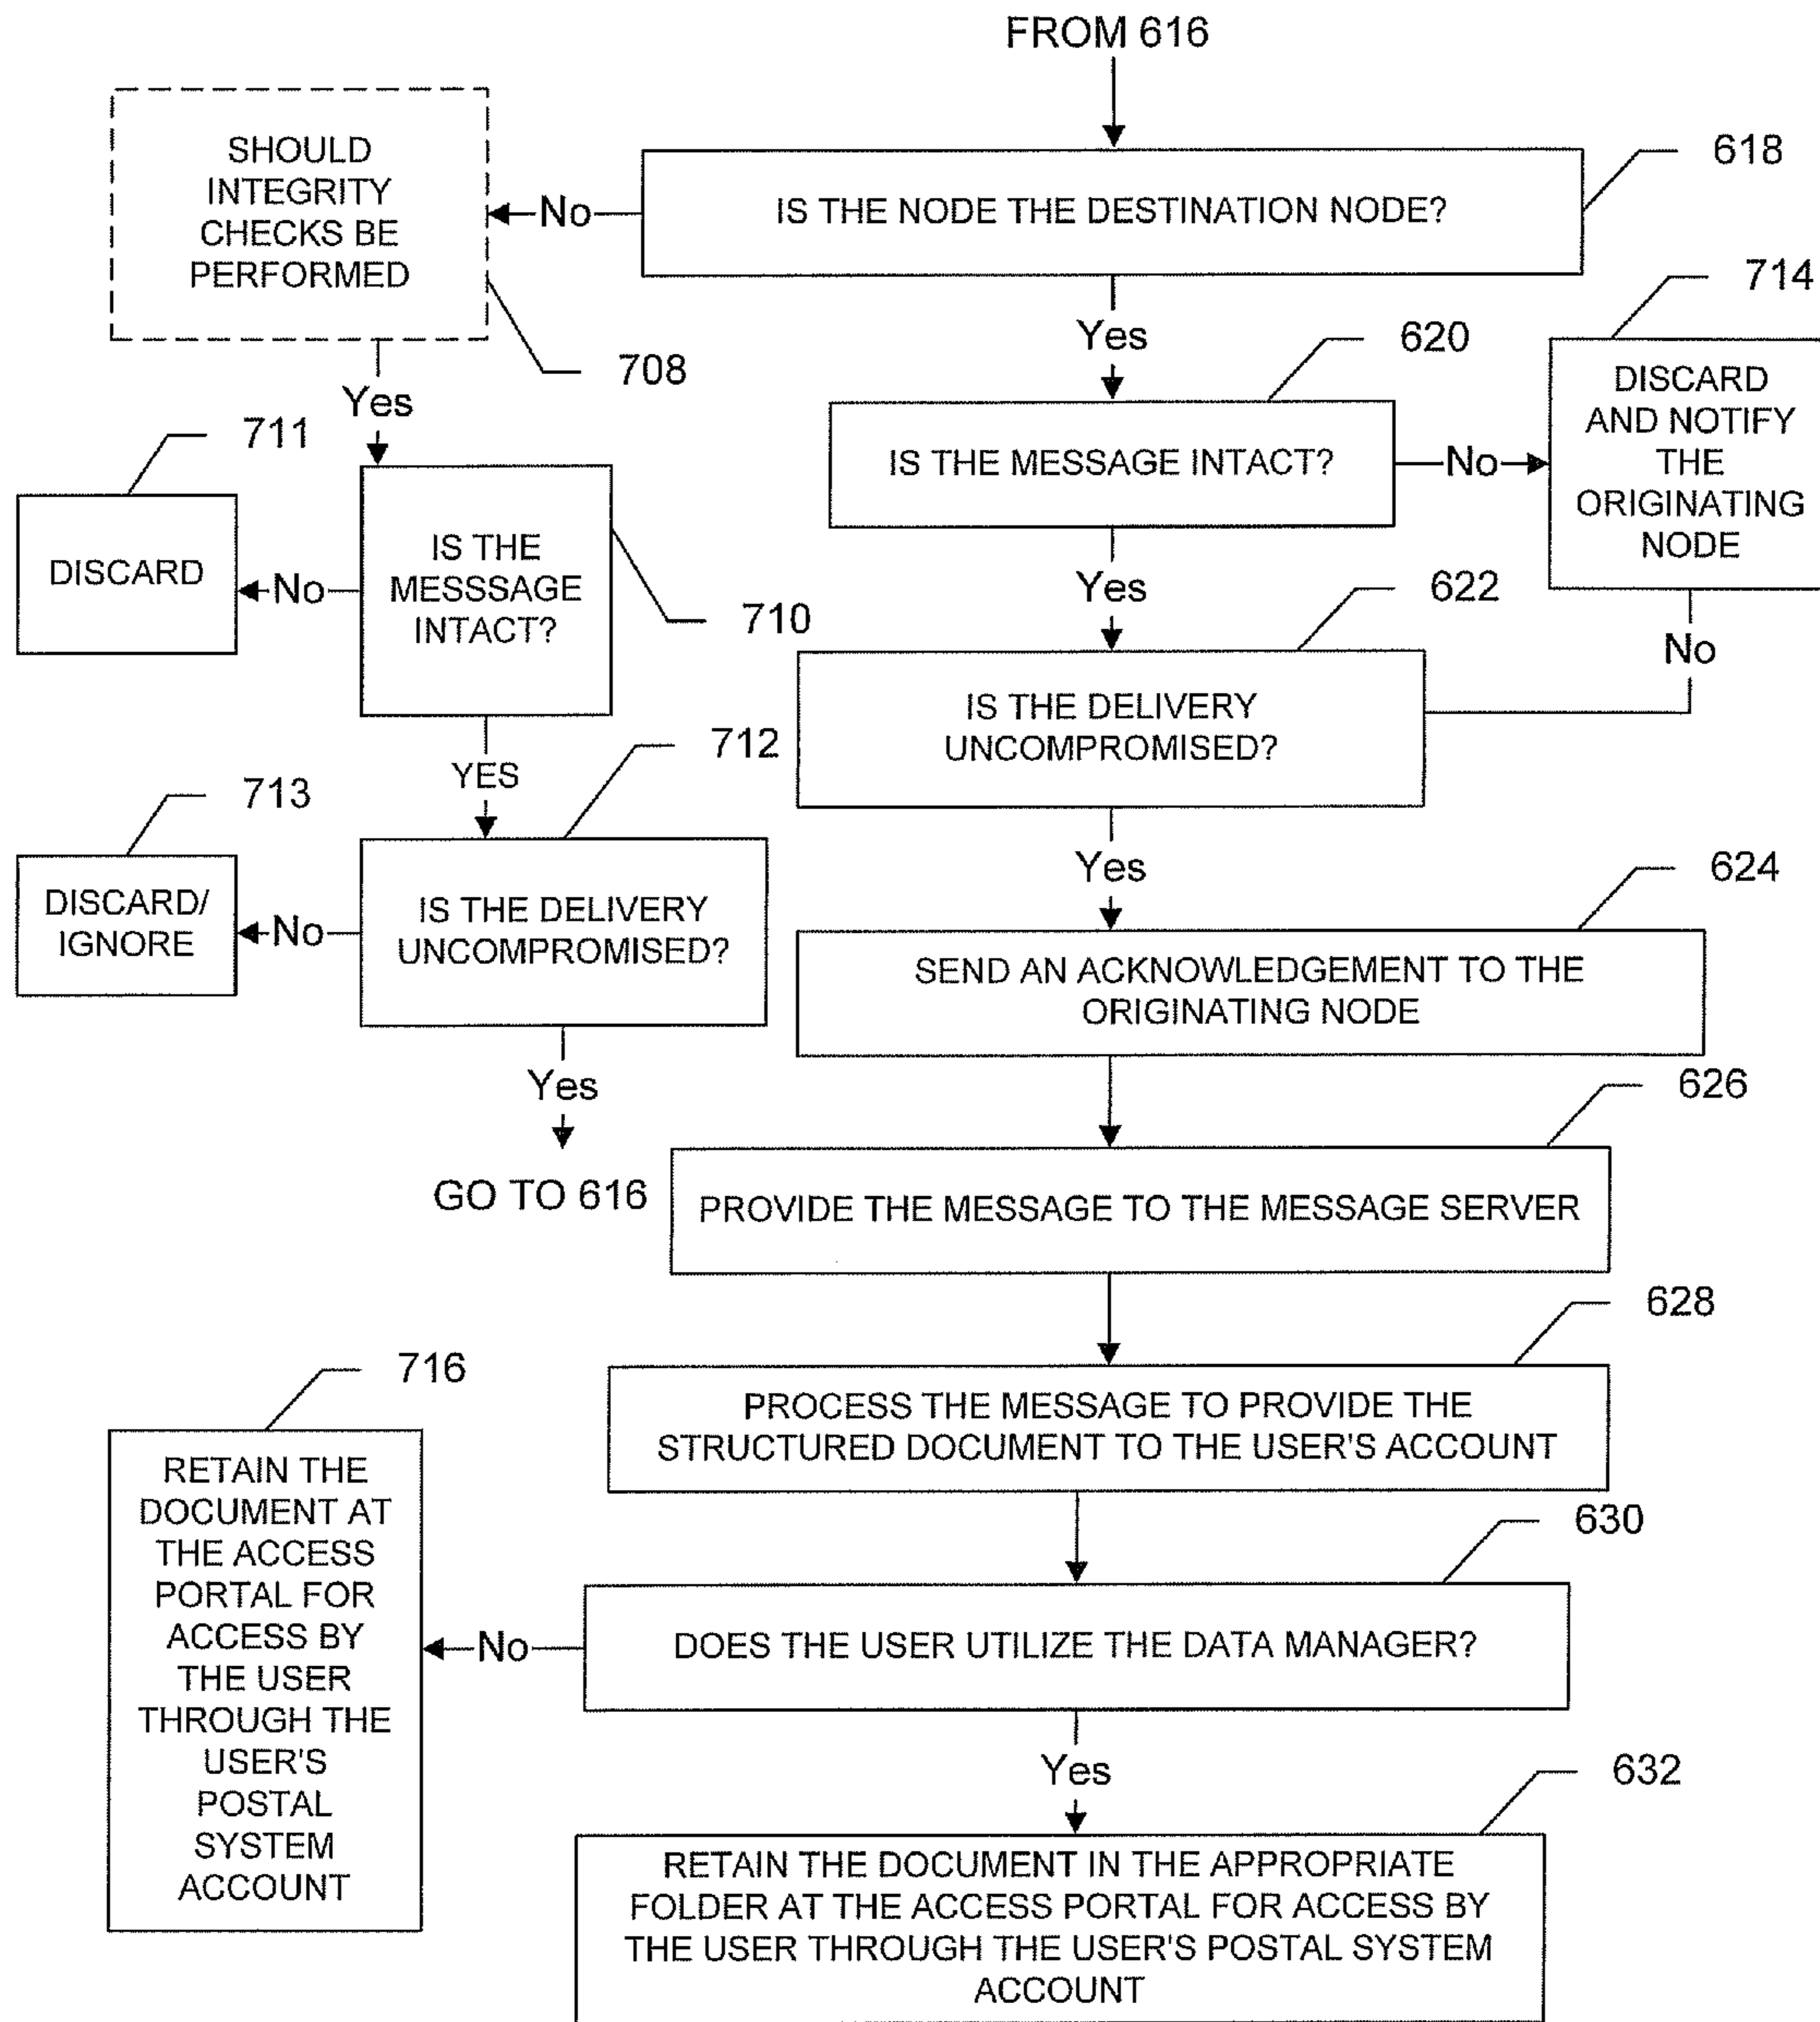 FROM 616
SHOULD
INTEGRITY
CHECKS BE
PERFORMED
708
No
IS THE NODE THE DESTINATION NODE?
618
Yes
Yes
IS THE MESSAGE INTACT?
620
No
DISCARD
AND NOTIFY
THE
ORIGINATING
NODE
714
No
711
DISCARD
No
IS THE
MESSSAGE
INTACT?
710
Yes
IS THE DELIVERY
UNCOMPROMISED?
622
YES
713
DISCARD/
IGNORE
No
IS THE DELIVERY
UNCOMPROMISED?
712
Yes
GO TO 616
Yes
SEND AN ACKNOWLEDGEMENT TO THE
ORIGINATING NODE
624
PROVIDE THE MESSAGE TO THE MESSAGE SERVER
626
PROCESS THE MESSAGE TO PROVIDE THE
STRUCTURED DOCUMENT TO THE USER'S ACCOUNT
628
DOES THE USER UTILIZE THE DATA MANAGER?
630
No
716
RETAIN THE
DOCUMENT AT
THE ACCESS
PORTAL FOR
ACCESS BY
THE USER
THROUGH THE
USER'S
POSTAL
SYSTEM
ACCOUNT
Yes
632
RETAIN THE DOCUMENT IN THE APPROPRIATE
FOLDER AT THE ACCESS PORTAL FOR ACCESS BY
THE USER THROUGH THE USER'S POSTAL SYSTEM
ACCOUNT